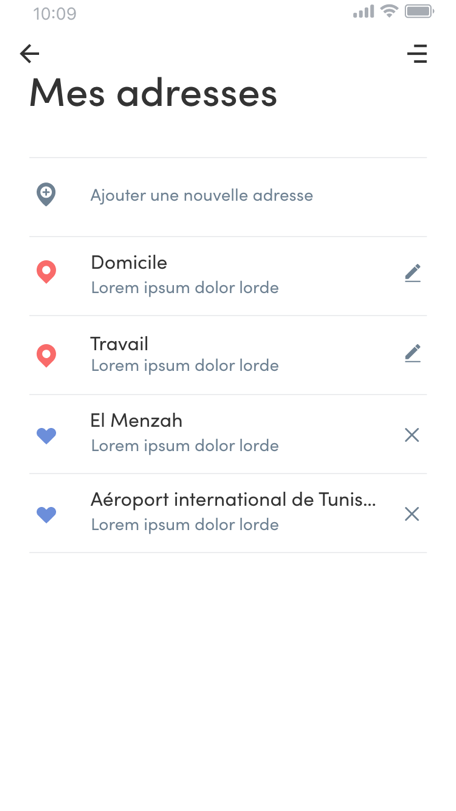 10:09
Mes adresses
Ajouter une nouvelle adresse
Domicile
Lorem ipsum dolor lorde
Travail
Lorem ipsum dolor lorde
El Menzah
Lorem ipsum dolor lorde
Aéroport international de Tunis...
Lorem ipsum dolor lorde